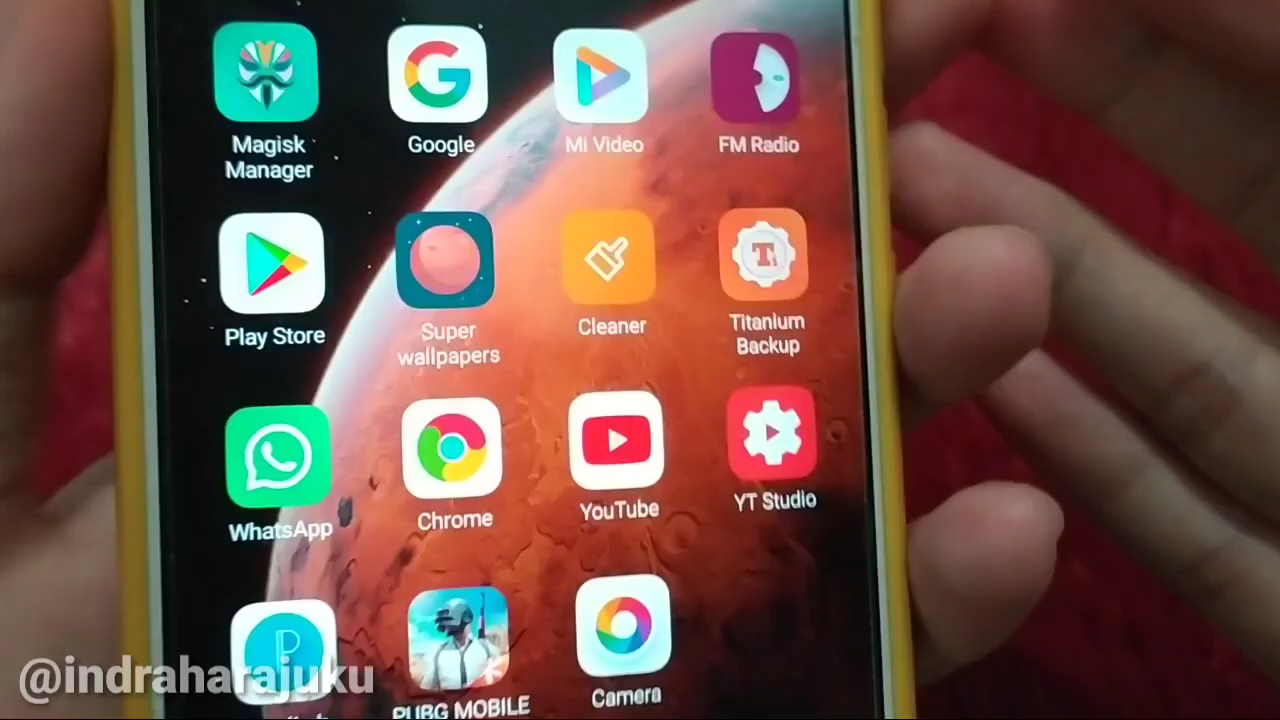 Magisk
Manager
Google
Mi Video
FM Radio
Play Store
Super
wallpapers
Cleaner
Titanium
Backup
WhatsApp
Chrome
YouTube
YT Studio
PUBG MOBILE
Camera
@indraharajuku